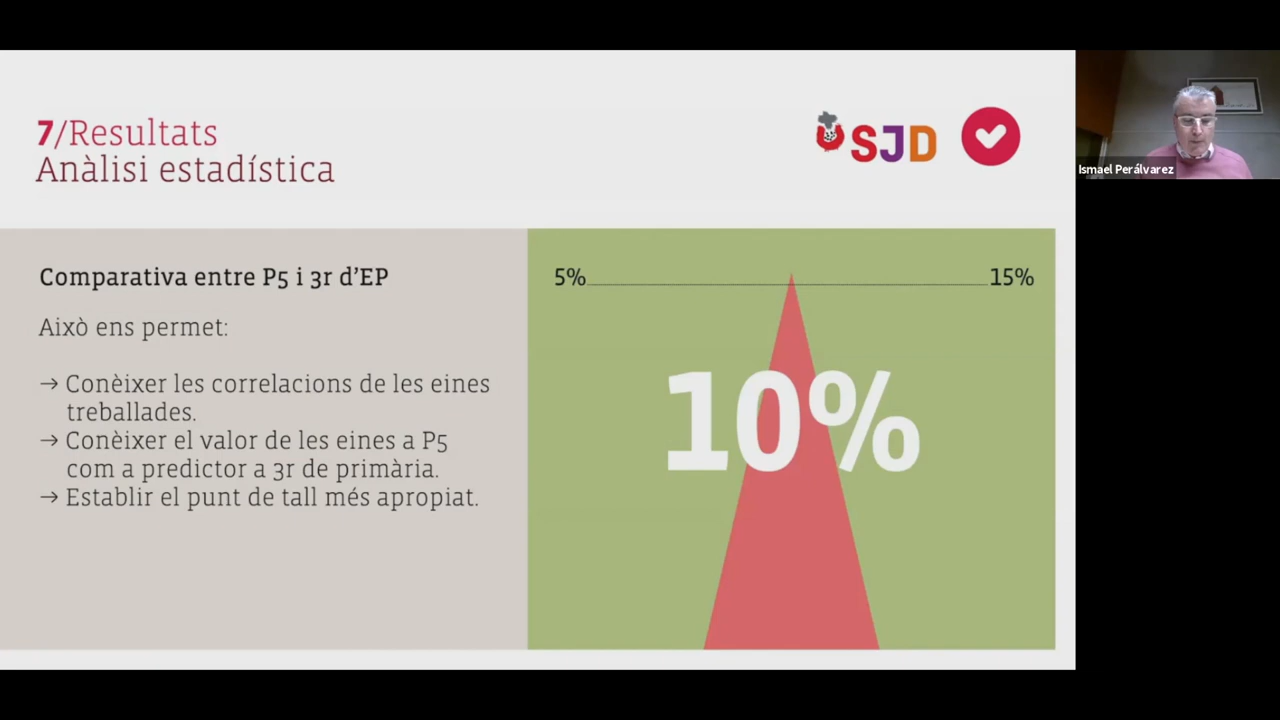 7/Resultats
Anàlisi estadística
SJD
Ismael Perálvarez
Comparativa entre P5 i 3r d'EP
Això ens permet:
→ Conèixer les correlacions de les eines
treballades.
→ Conèixer el valor de les eines a P5
com a predictor a 3r de primària.
→ Establir el punt de tall més apropiat.
5% 15%
10%